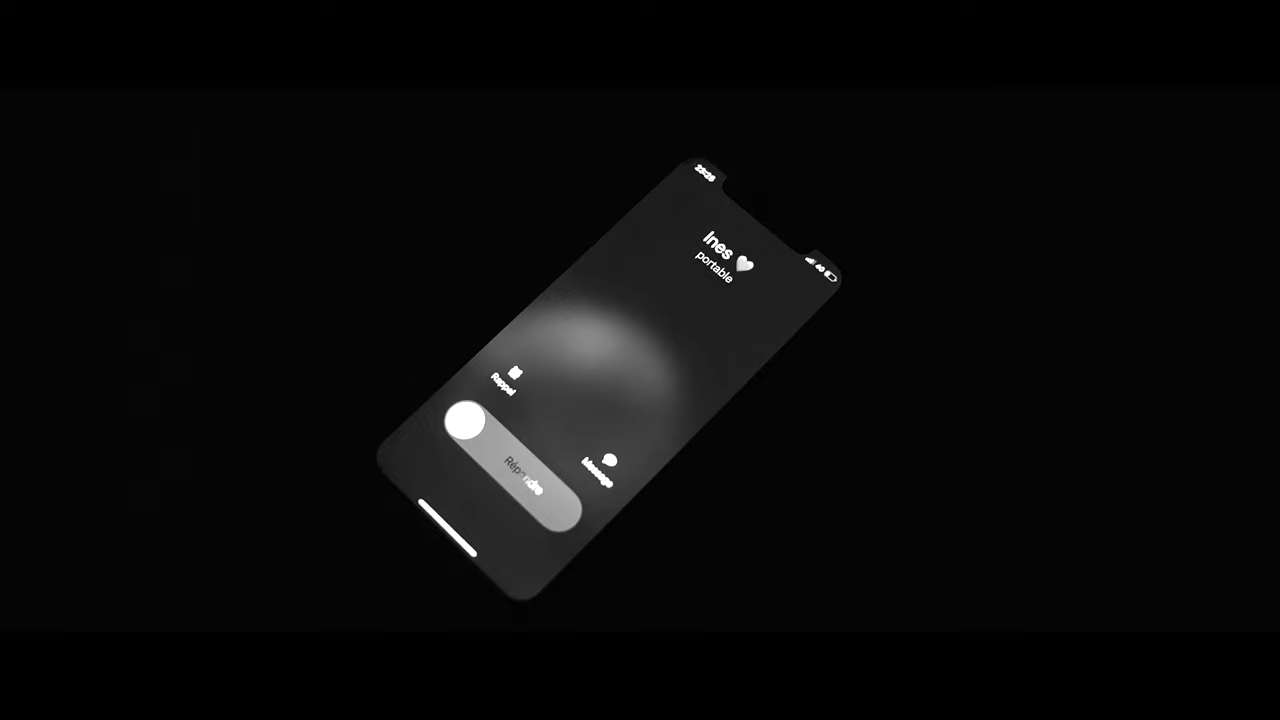 Ines 🤍
portable
Rappel
Message
Répondre